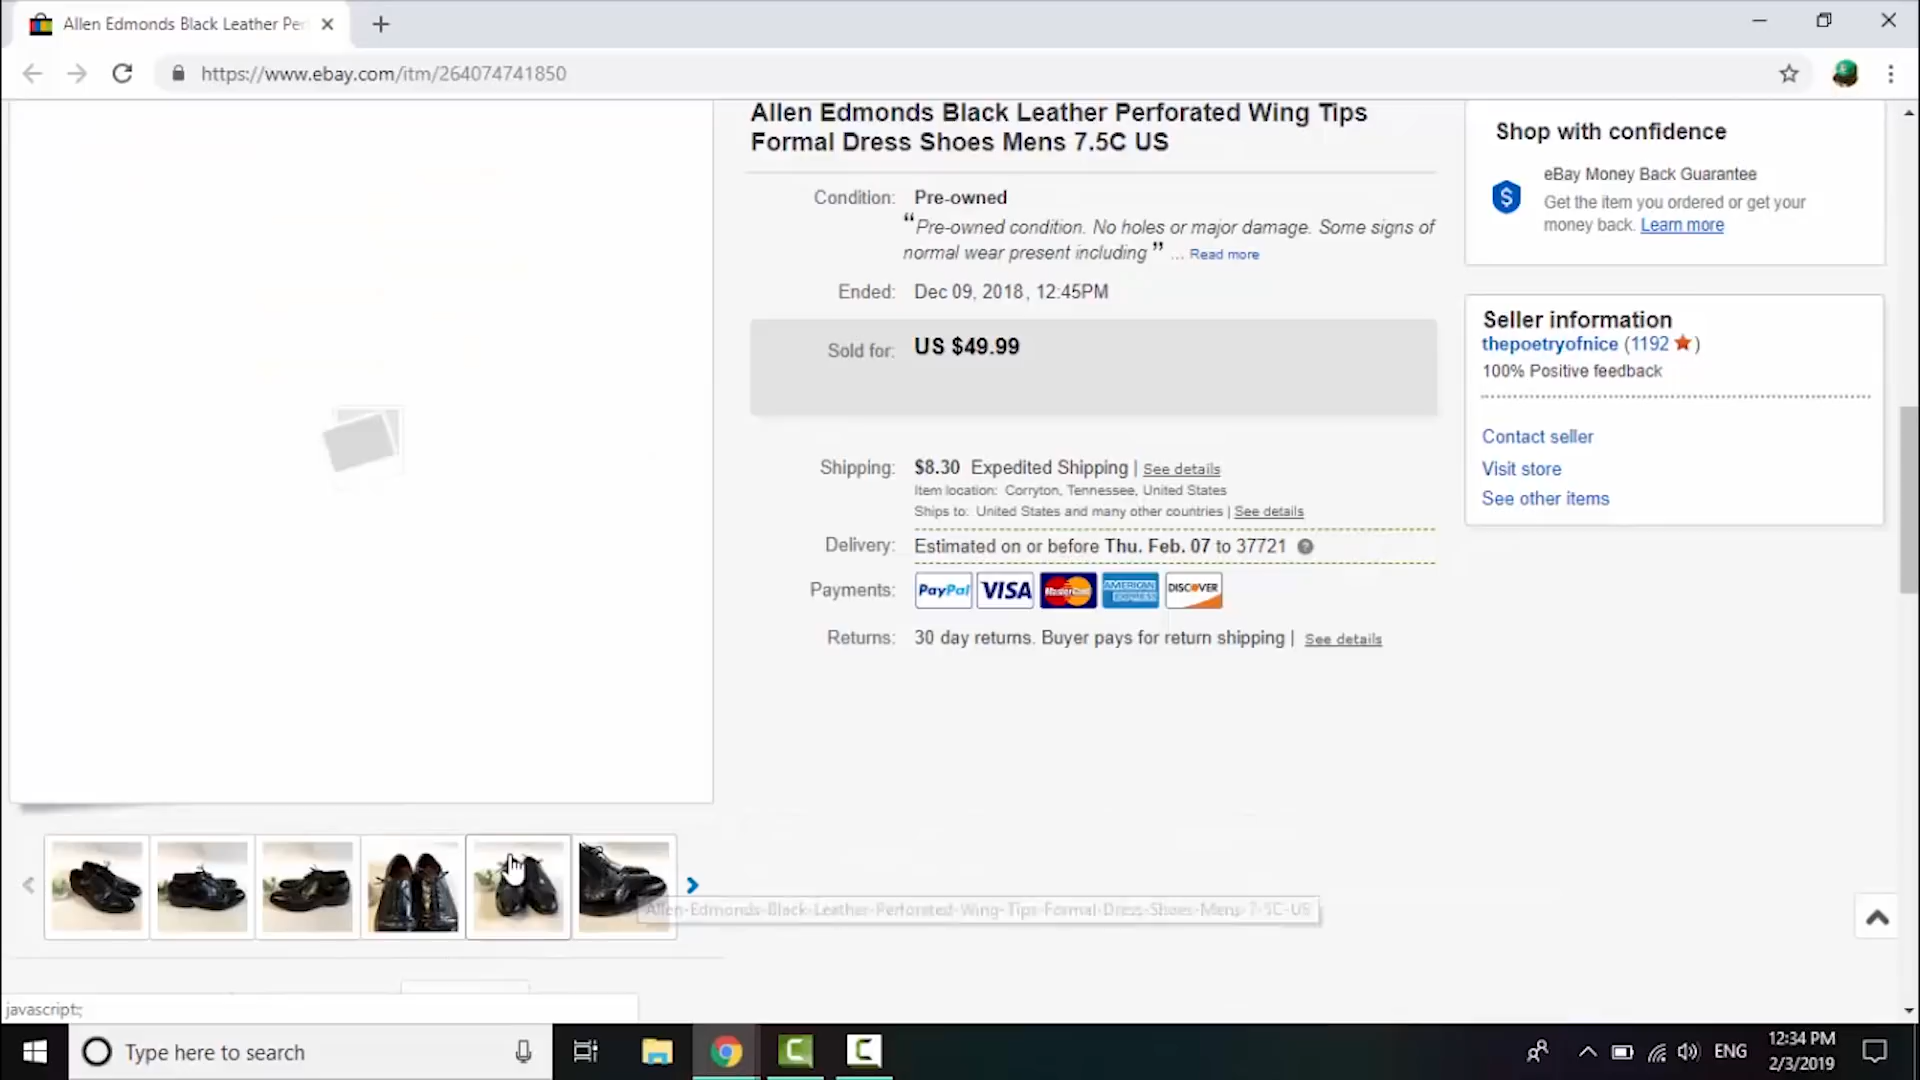 Allen Edmonds Black Leather Per
https://www.ebay.com/itm/264074741850
Allen Edmonds Black Leather Perforated Wing Tips
Formal Dress Shoes Mens 7.5C US
Condition: Pre-owned
“Pre-owned condition. No holes or major damage. Some signs of
normal wear present including ” ... Read more
Ended: Dec 09, 2018 , 12:45PM
Sold for: US $49.99
Shipping: $8.30 Expedited Shipping | See details
Item location: Corryton, Tennessee, United States
Ships to: United States and many other countries | See details
Delivery: Estimated on or before Thu. Feb. 07 to 37721 ?
Payments: PayPal VISA MasterCard AMERICAN EXPRESS DISCOVER
Returns: 30 day returns. Buyer pays for return shipping | See details
Shop with confidence
$
eBay Money Back Guarantee
Get the item you ordered or get your
money back. Learn more
Seller information
thepoetryofnice (1192 ★)
100% Positive feedback
Contact seller
Visit store
See other items
Allen-Edmonds-Black-Leather-Perforated-Wing-Tips-Formal-Dress-Shoes-Mens-7-5C-US
javascript:;
Type here to search
ENG
12:34 PM
2/3/2019